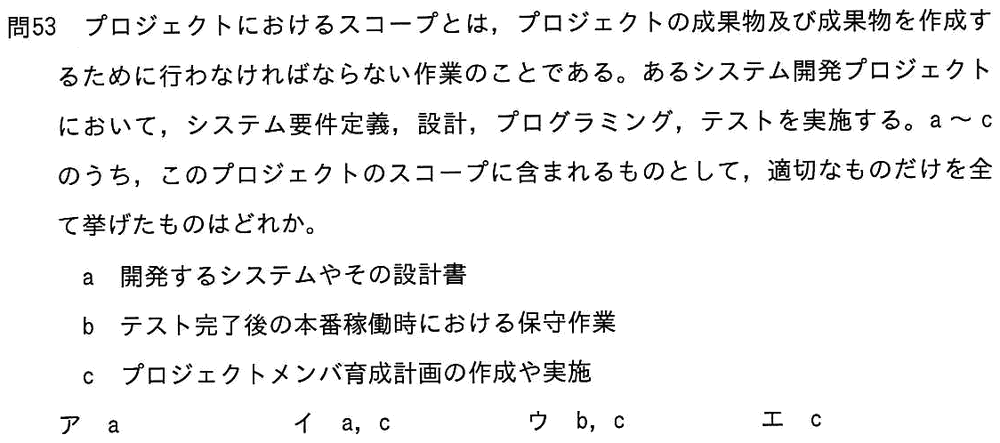 問53　プロジェクトにおけるスコープとは，プロジェクトの成果物及び成果物を作成す
るために行わなければならない作業のことである。あるシステム開発プロジェクト
において，システム要件定義，設計，プログラミング，テストを実施する。a～c
のうち，このプロジェクトのスコープに含まれるものとして，適切なものだけを全
て挙げたものはどれか。
a　開発するシステムやその設計書
b　テスト完了後の本番稼働時における保守作業
c　プロジェクトメンバ育成計画の作成や実施
ア　a　イ　a，c　ウ　b，c　エ　c